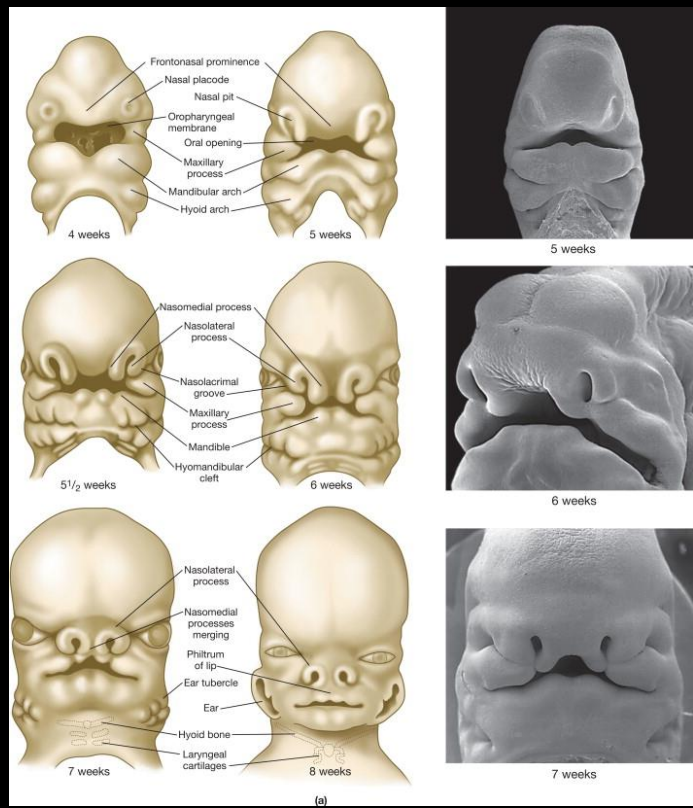 Frontonasal prominence
Nasal placode
Nasal pit
Oropharyngeal
membrane
Oral opening
Maxillary
process
Mandibular arch
Hyoid arch
4 weeks
5 weeks
5 weeks
Nasomedial process
Nasolateral
process
Nasolacrimal
groove
Maxillary
process
Mandible
Hyomandibular
cleft
5 1/2 weeks
6 weeks
6 weeks
Nasolateral
process
Nasomedial
processes
merging
Philtrum
of lip
Ear tubercle
Ear
Hyoid bone
Laryngeal
cartilages
7 weeks
8 weeks
7 weeks
(a)